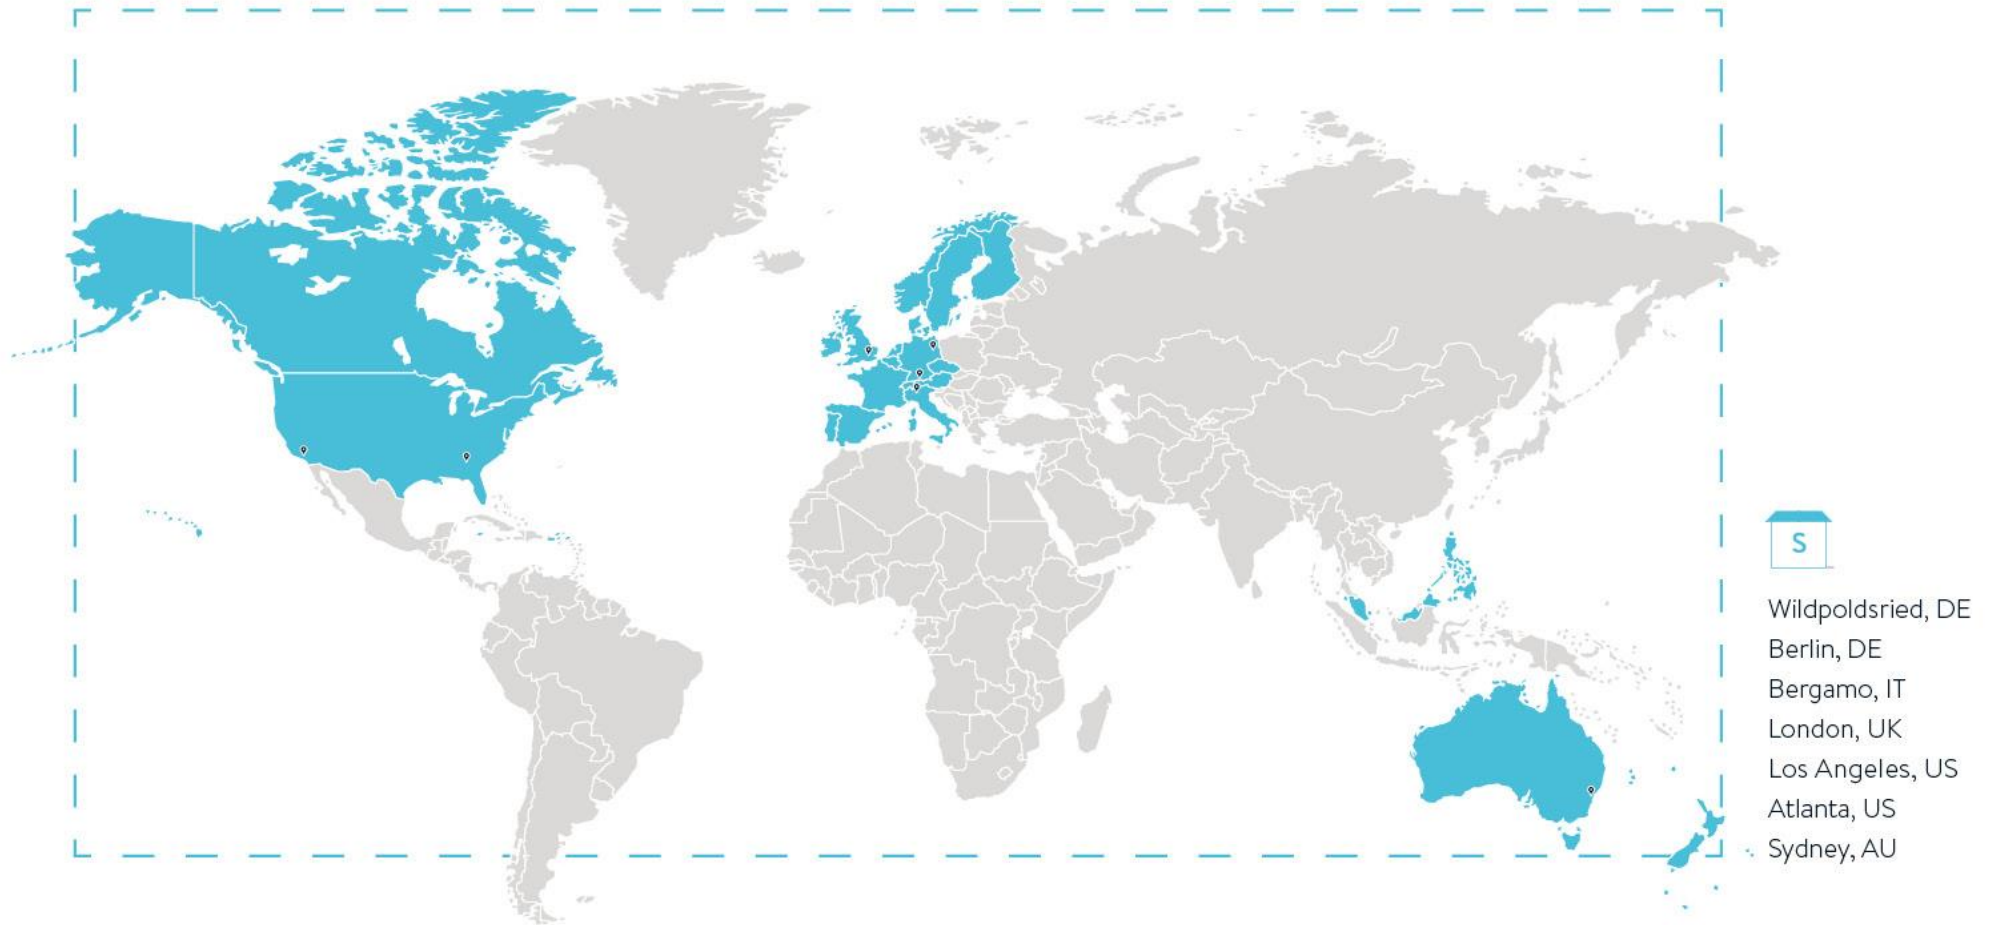 S
Wildpoldsried, DE
Berlin, DE
Bergamo, IT
London, UK
Los Angeles, US
Atlanta, US
Sydney, AU